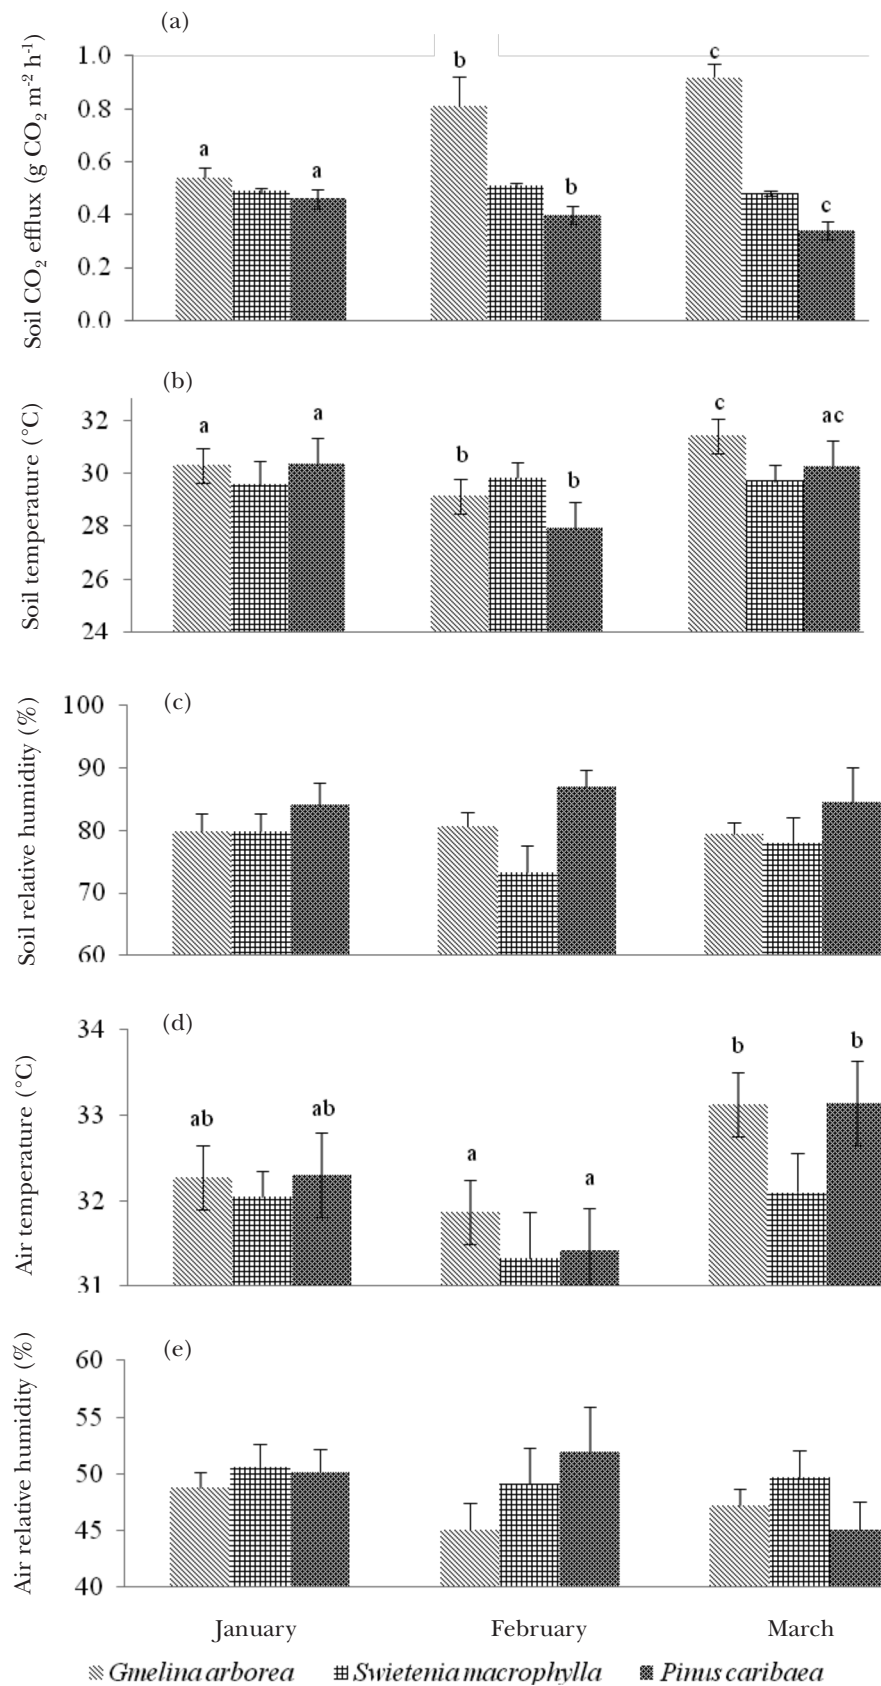 (a)
Soil CO2 efflux (g CO2 m-2 h-1)
1.0
0.8
0.6
0.4
0.2
0.0
a
a
b
b
c
c
(b)
Soil temperature (°C)
32
30
28
26
24
a
a
b
b
c
ac
(c)
Soil relative humidity (%)
100
90
80
70
60
(d)
Air temperature (°C)
34
33
32
31
ab
ab
a
a
b
b
(e)
Air relative humidity (%)
60
55
50
45
40
January February March
Gmelina arborea Swietenia macrophylla Pinus caribaea